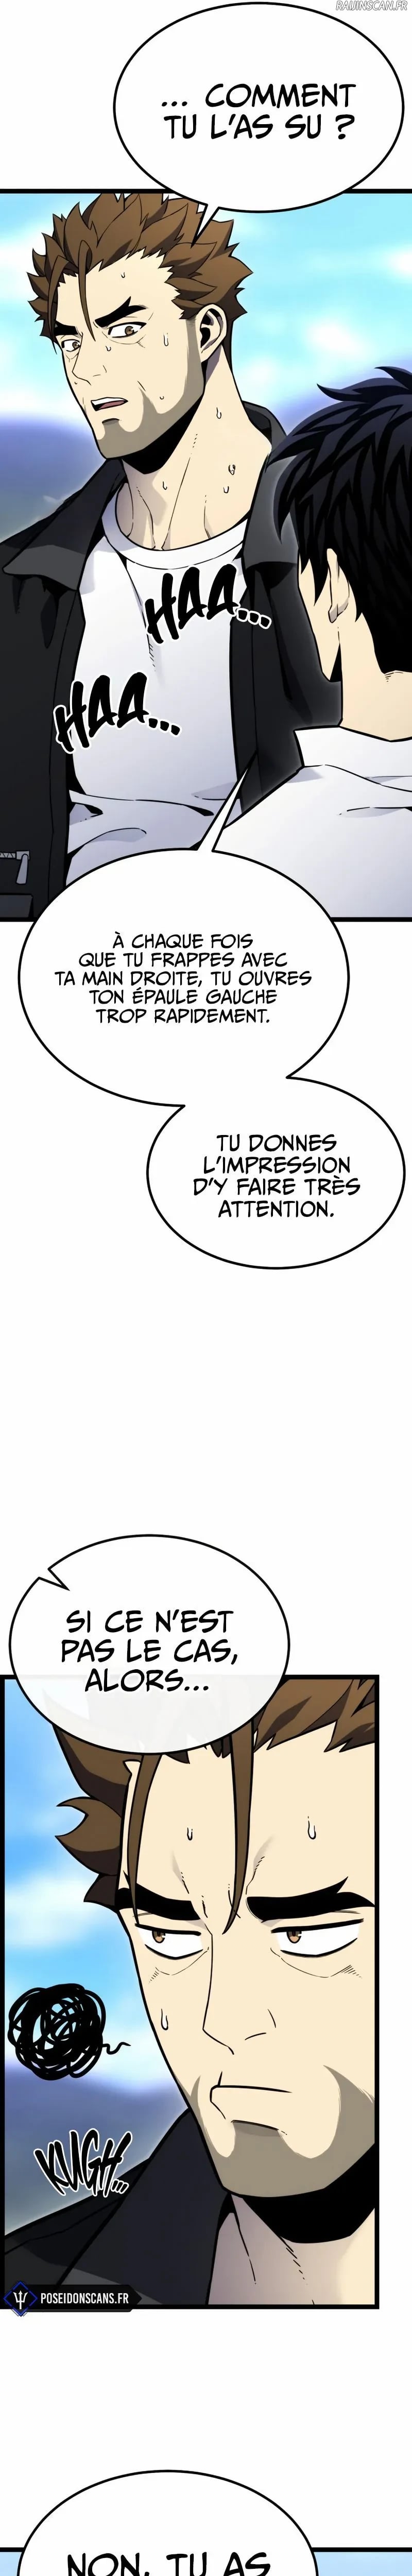 RAIJINSCAN.FR
... COMMENT
TU L'AS SU ?
HAA...
HAA...
À CHAQUE FOIS
QUE TU FRAPPES AVEC
TA MAIN DROITE, TU OUVRES
TON ÉPAULE GAUCHE
TROP RAPIDEMENT.
TU DONNES
L'IMPRESSION
D'Y FAIRE TRÈS
ATTENTION.
SI CE N'EST
PAS LE CAS,
ALORS...
KUGH...
POSEIDONSCANS.FR
NON, TU AS